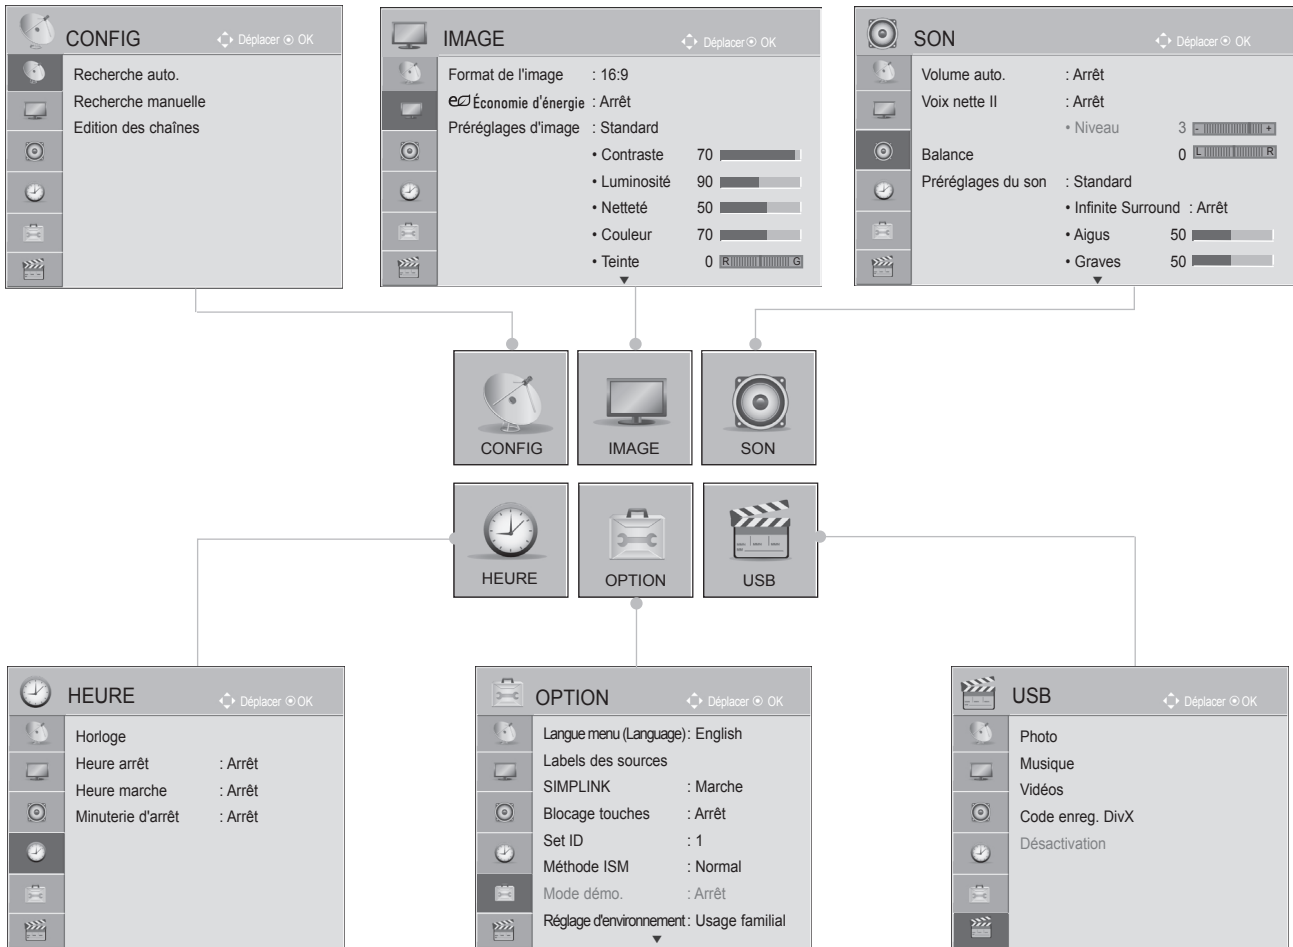 CONFIG
Déplacer OK
Recherche auto.
Recherche manuelle
Edition des chaînes
IMAGE
Déplacer OK
Format de l'image : 16:9
Économie d'énergie : Arrêt
Préréglages d'image : Standard
• Contraste 70
• Luminosité 90
• Netteté 50
• Couleur 70
• Teinte 0 R G
SON
Déplacer OK
Volume auto. : Arrêt
Voix nette II : Arrêt
• Niveau 3 - +
Balance 0 L R
Préréglages du son : Standard
• Infinite Surround : Arrêt
• Aigus 50
• Graves 50
CONFIG
IMAGE
SON
HEURE
OPTION
USB
HEURE
Déplacer OK
Horloge
Heure arrêt : Arrêt
Heure marche : Arrêt
Minuterie d'arrêt : Arrêt
OPTION
Déplacer OK
Langue menu (Language) : English
Labels des sources
SIMPLINK : Marche
Blocage touches : Arrêt
Set ID : 1
Méthode ISM : Normal
Mode démo. : Arrêt
Réglage d'environnement : Usage familial
USB
Déplacer OK
Photo
Musique
Vidéos
Code enreg. DivX
Désactivation